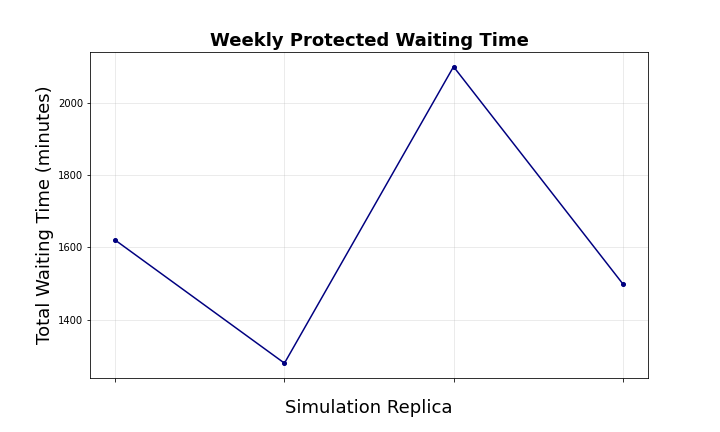 Weekly Protected Waiting Time
Total Waiting Time (minutes)
2000
1800
1600
1400
Simulation Replica